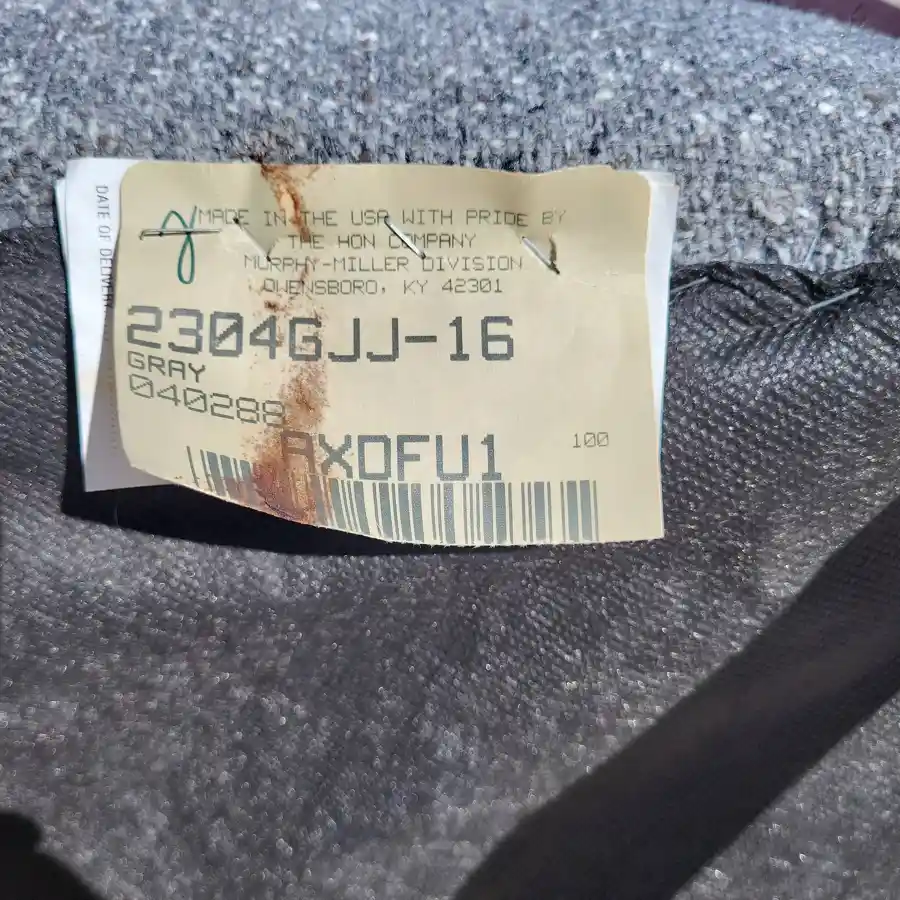 DATE OF DELIVERY
MADE IN THE USA WITH PRIDE BY
THE HON COMPANY
MURPHY-MILLER DIVISION
OWENSBORO, KY 42301
2304GJJ-16
GRAY
040288
AXOFU1
100